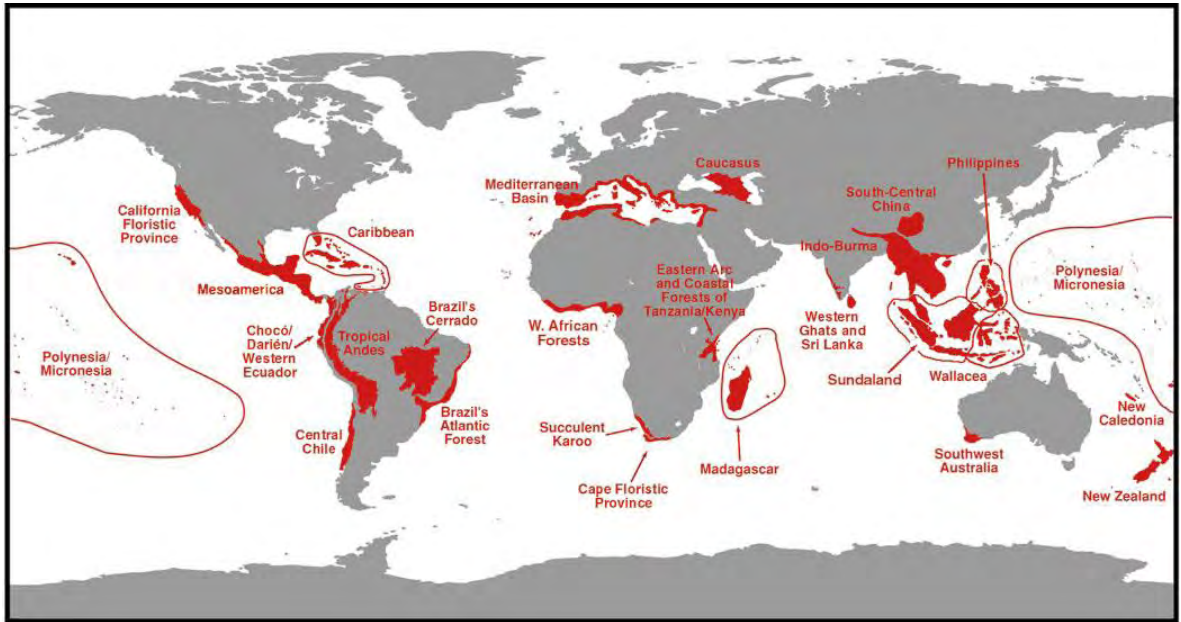 Caucasus
Philippines
Mediterranean
Basin
South-Central
China
California
Floristic
Province
Caribbean
Indo-Burma
Mesoamerica
Eastern Arc
and Coastal
Forests of
Tanzania/Kenya
Polynesia/
Micronesia
Brazil's
Cerrado
W. African
Forests
Western
Ghats and
Sri Lanka
Chocó/
Darién/
Western
Ecuador
Tropical
Andes
Polynesia/
Micronesia
Sundaland
Wallacea
Brazil's
Atlantic
Forest
New
Caledonia
Central
Chile
Succulent
Karoo
Madagascar
Southwest
Australia
Cape Floristic
Province
New Zealand